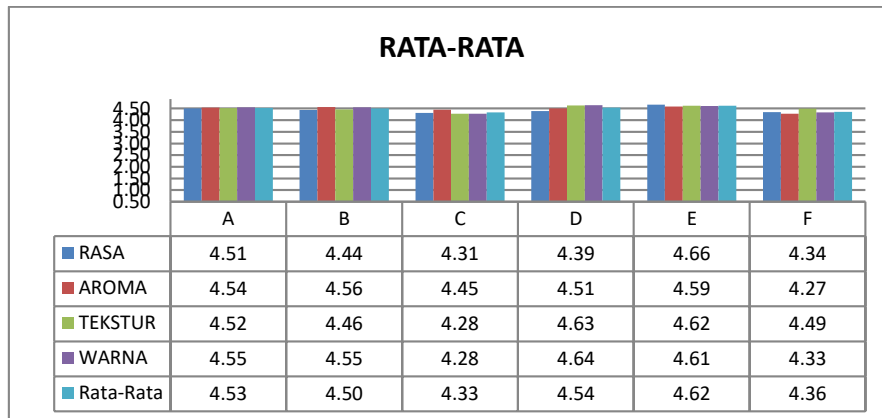 RATA-RATA
4.50
4.00
3.50
3.00
2.50
2.00
1.50
1.00
0.50
A B C D E F
RASA 4.51 4.44 4.31 4.39 4.66 4.34
AROMA 4.54 4.56 4.45 4.51 4.59 4.27
TEKSTUR 4.52 4.46 4.28 4.63 4.62 4.49
WARNA 4.55 4.55 4.28 4.64 4.61 4.33
Rata-Rata 4.53 4.50 4.33 4.54 4.62 4.36